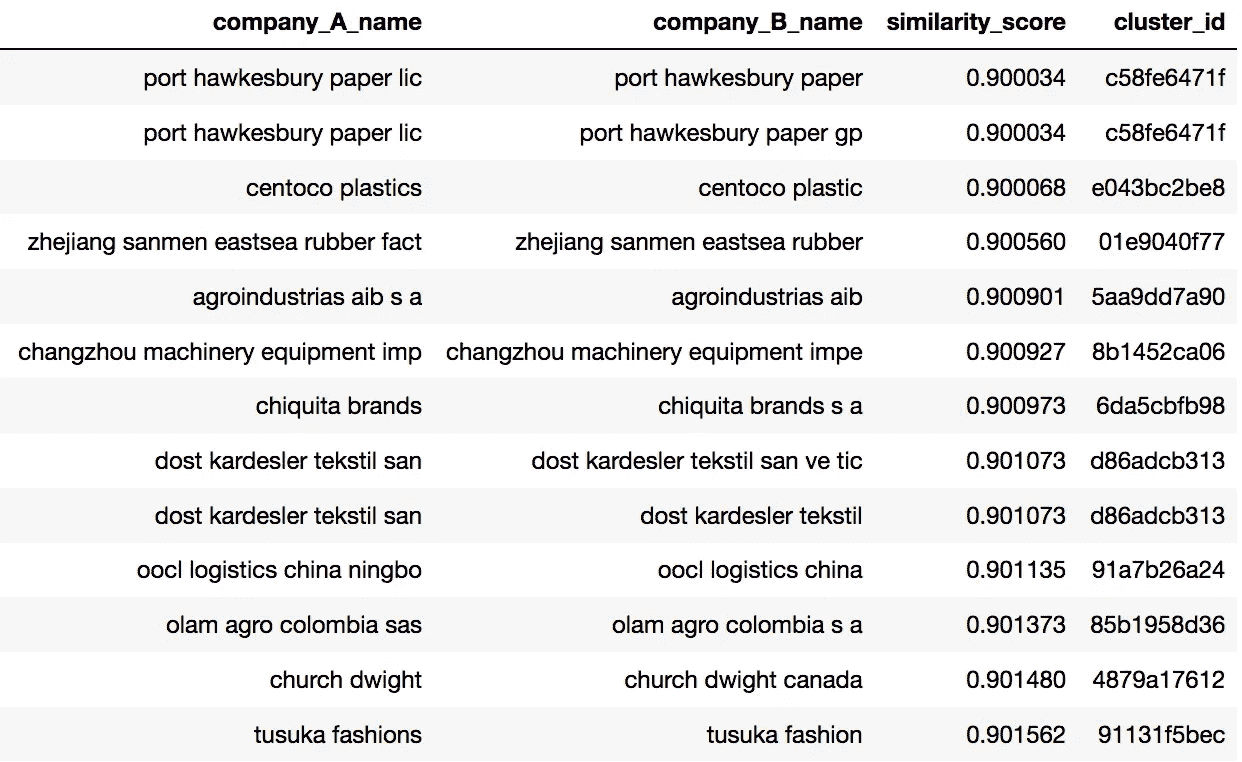 company_A_name company_B_name similarity_score cluster_id
port hawkesbury paper lic port hawkesbury paper 0.900034 c58fe6471f
port hawkesbury paper lic port hawkesbury paper gp 0.900034 c58fe6471f
centoco plastics centoco plastic 0.900068 e043bc2be8
zhejiang sanmen eastsea rubber fact zhejiang sanmen eastsea rubber 0.900560 01e9040f77
agroindustrias aib s a agroindustrias aib 0.900901 5aa9dd7a90
changzhou machinery equipment imp changzhou machinery equipment impe 0.900927 8b1452ca06
chiquita brands chiquita brands s a 0.900973 6da5cbfb98
dost kardesler tekstil san dost kardesler tekstil san ve tic 0.901073 d86adcb313
dost kardesler tekstil san dost kardesler tekstil 0.901073 d86adcb313
oocl logistics china ningbo oocl logistics china 0.901135 91a7b26a24
olam agro colombia sas olam agro colombia s a 0.901373 85b1958d36
church dwight church dwight canada 0.901480 4879a17612
tusuka fashions tusuka fashion 0.901562 91131f5bec